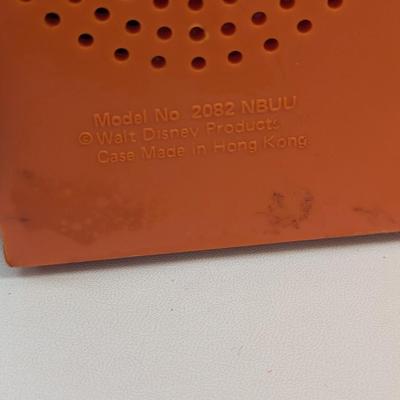 Model No. 2082 NBUU
©Walt Disney Products
Case Made in Hong Kong